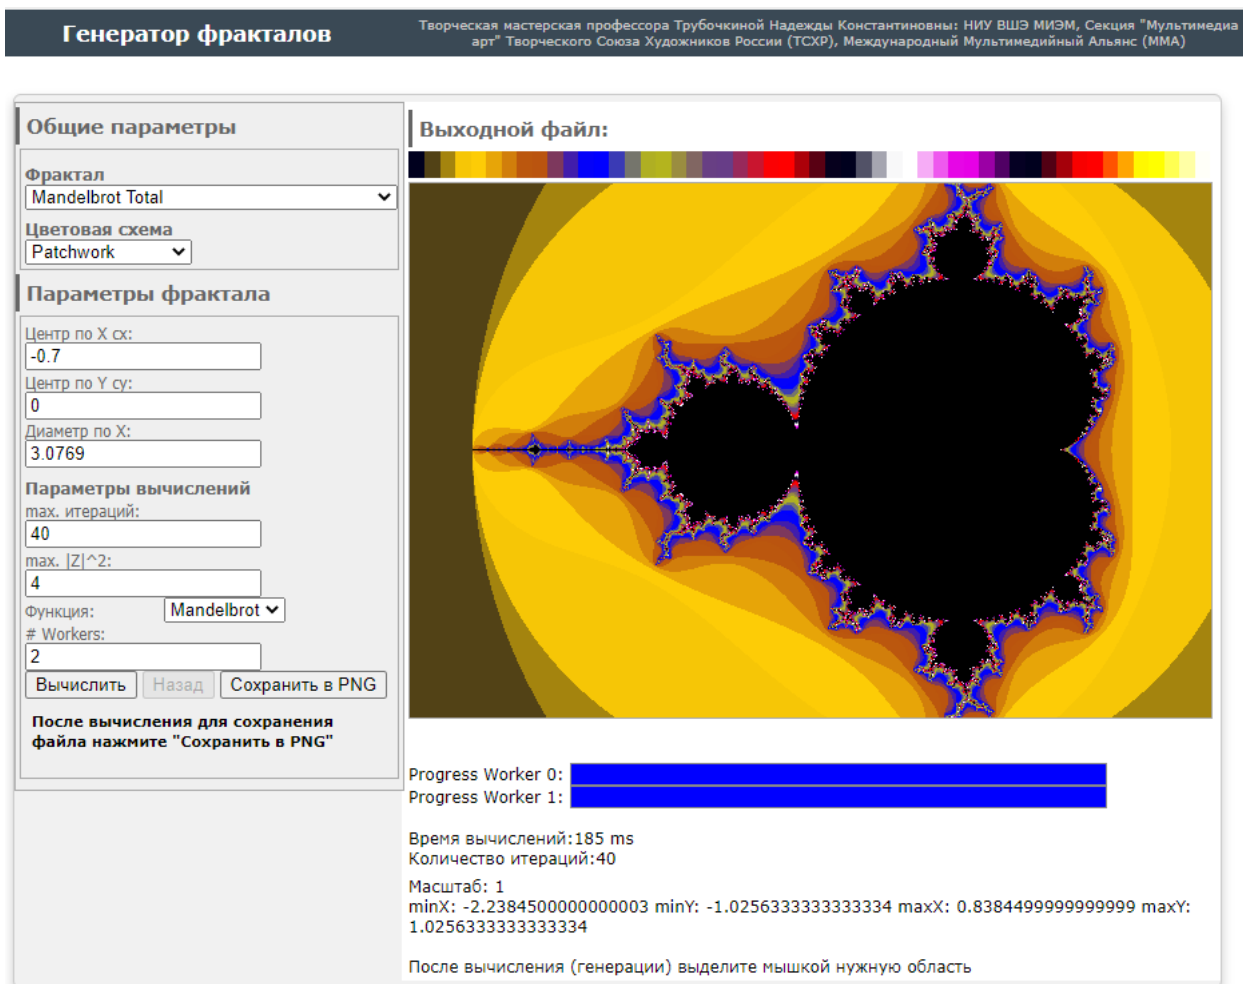 Генератор фракталов
Творческая мастерская профессора Трубочкиной Надежды Константиновны: НИУ ВШЭ МИЭМ, Секция "Мультимедиа
арт" Творческого Союза Художников России (ТСХР), Международный Мультимедийный Альянс (ММА)
Общие параметры
Фрактал
Mandelbrot Total
Цветовая схема
Patchwork
Параметры фрактала
Центр по X cx:
-0.7
Центр по Y cy:
0
Диаметр по X:
3.0769
Параметры вычислений
max. итераций:
40
max. |Z|^2:
4
Функция: Mandelbrot
# Workers:
2
Вычислить Назад Сохранить в PNG
После вычисления для сохранения
файла нажмите "Сохранить в PNG"
Выходной файл:
Progress Worker 0:
Progress Worker 1:
Время вычислений:185 ms
Количество итераций:40
Масштаб: 1
minX: -2.2384500000000003 minY: -1.0256333333333334 maxX: 0.8384499999999999 maxY:
1.0256333333333334
После вычисления (генерации) выделите мышкой нужную область